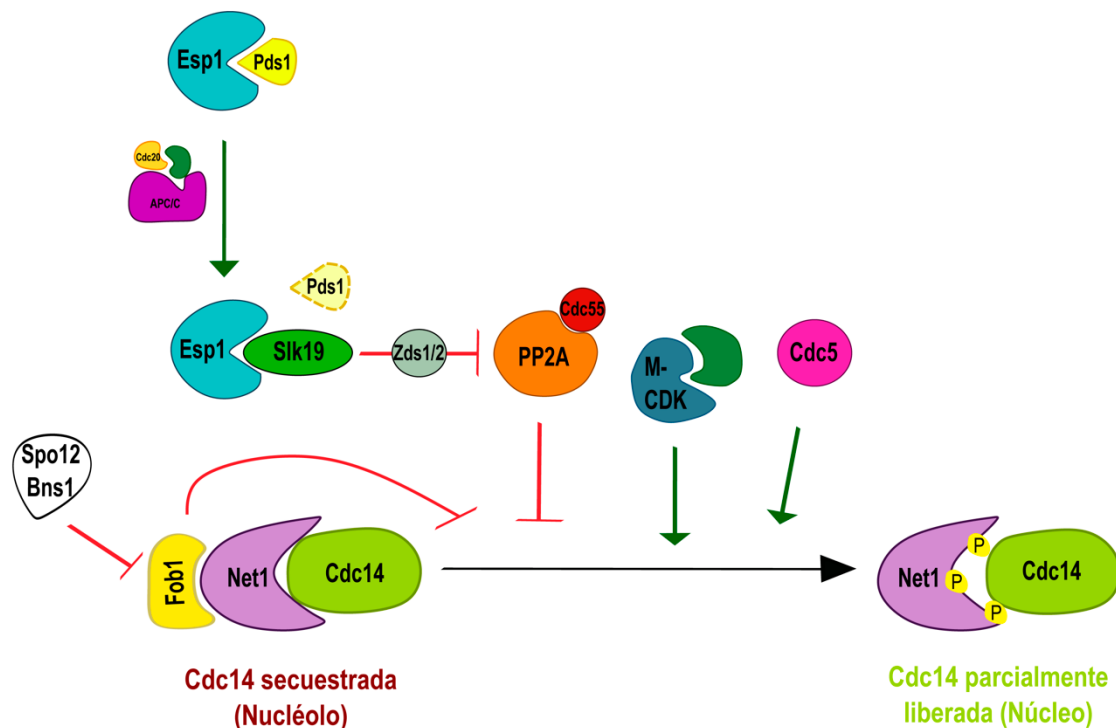 Esp1
Pds1
Cdc20
APC/C
Pds1
Esp1
Slk19
Zds1/2
Cdc55
PP2A
M-
CDK
Cdc5
Spo12
Bns1
Fob1
Net1
Cdc14
Net1
P
P
P
Cdc14
Cdc14 secuestrada
(Nucléolo)
Cdc14 parcialmente
liberada (Núcleo)